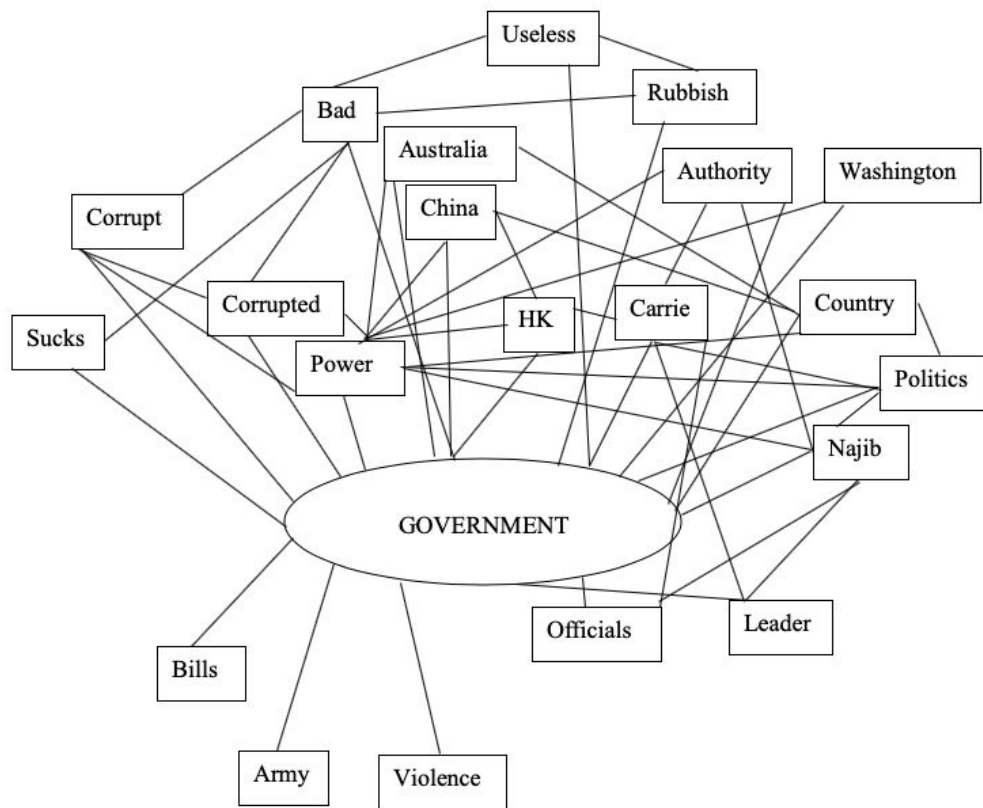 Useless
Rubbish
Bad
Australia
Authority
Washington
China
Corrupt
Corrupted
HK
Carrie
Country
Sucks
Power
Politics
Najib
GOVERNMENT
Officials
Leader
Bills
Army
Violence